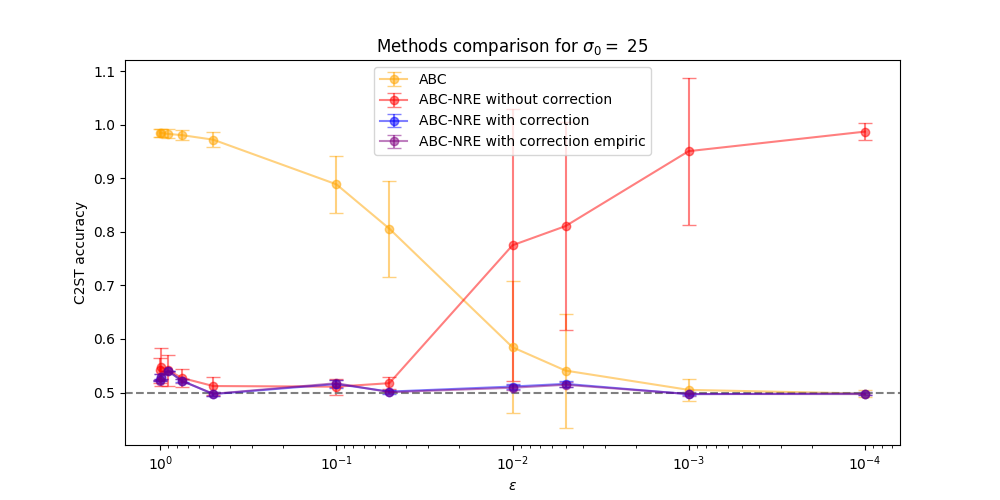 Methods comparison for σ₀ = 25
1.1
1.0
0.9
0.8
0.7
0.6
0.5
C2ST accuracy
ABC
ABC-NRE without correction
ABC-NRE with correction
ABC-NRE with correction empiric
10⁰
10⁻¹
10⁻²
10⁻³
10⁻⁴
ε